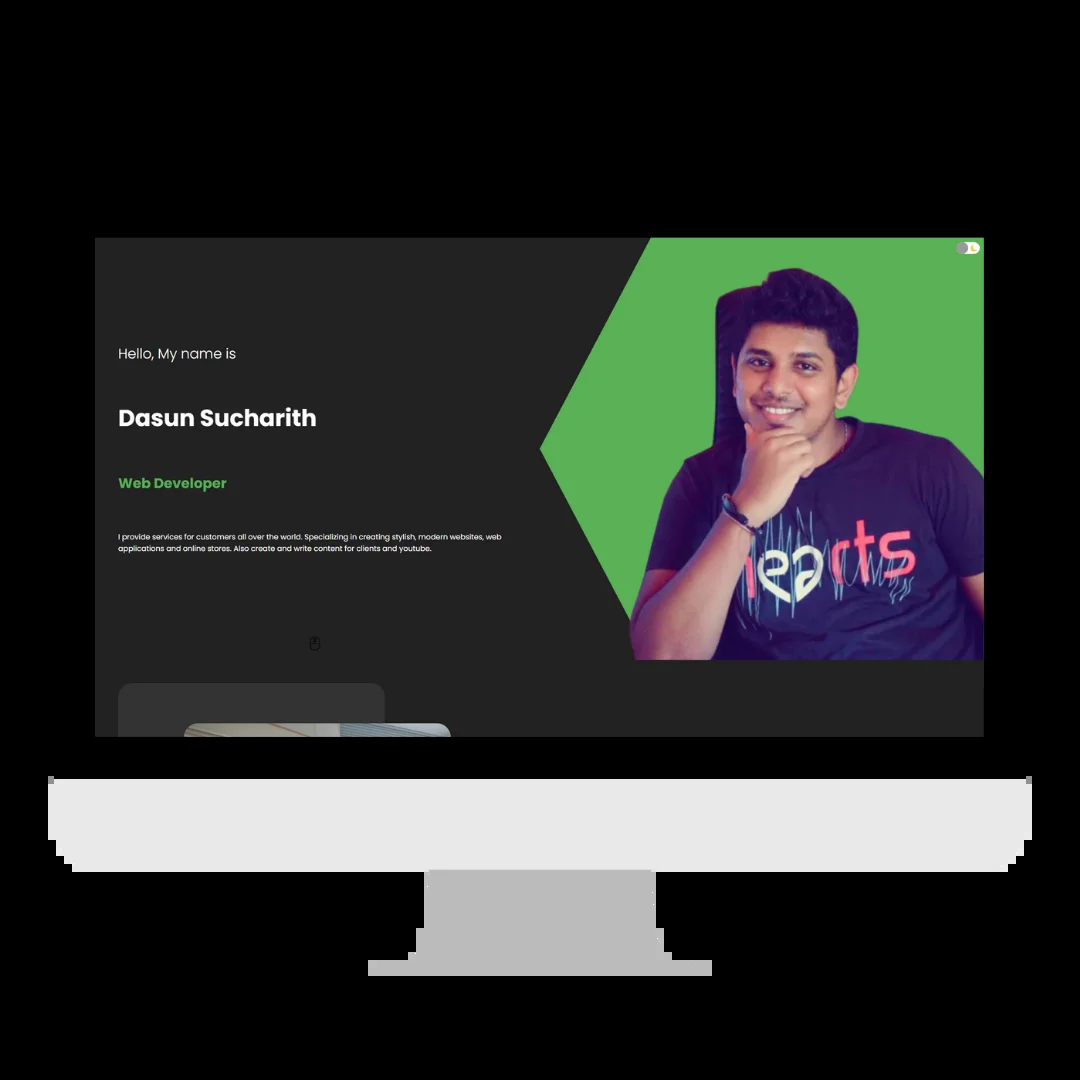 Hello, My name is
Dasun Sucharith
Web Developer
I provide services for customers all over the world. Specializing in creating stylish, modern websites, web
applications and online stores. Also create and write content for clients and youtube.
hearts